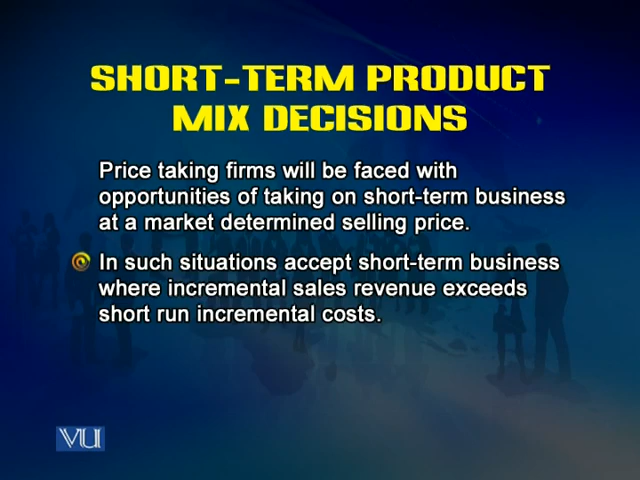 SHORT-TERM PRODUCT
MIX DECISIONS
Price taking firms will be faced with
opportunities of taking on short-term business
at a market determined selling price.
In such situations accept short-term business
where incremental sales revenue exceeds
short run incremental costs.
VU